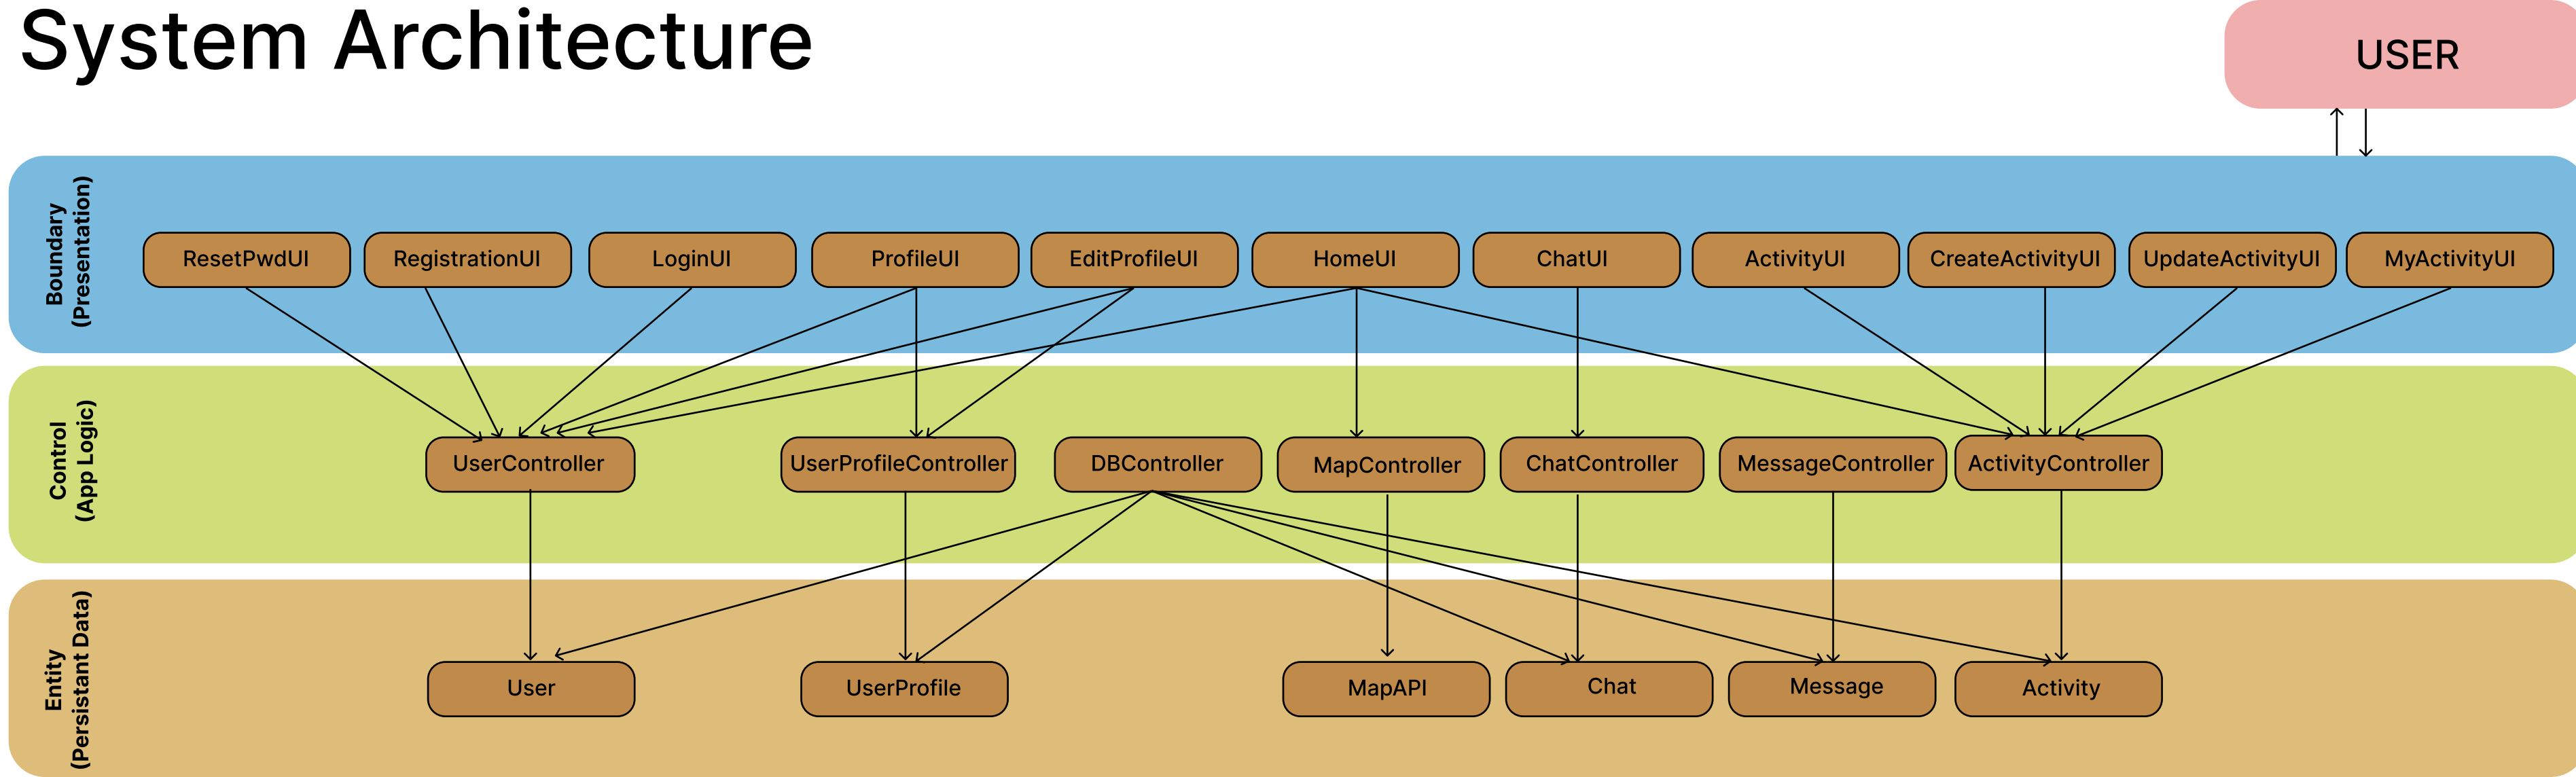 System Architecture
USER
Boundary
(Presentation)
ResetPwdUI
RegistrationUI
LoginUI
ProfileUI
EditProfileUI
HomeUI
ChatUI
ActivityUI
CreateActivityUI
UpdateActivityUI
MyActivityUI
Control
(App Logic)
UserController
UserProfileController
DBController
MapController
ChatController
MessageController
ActivityController
Entity
(Persistant Data)
User
UserProfile
MapAPI
Chat
Message
Activity